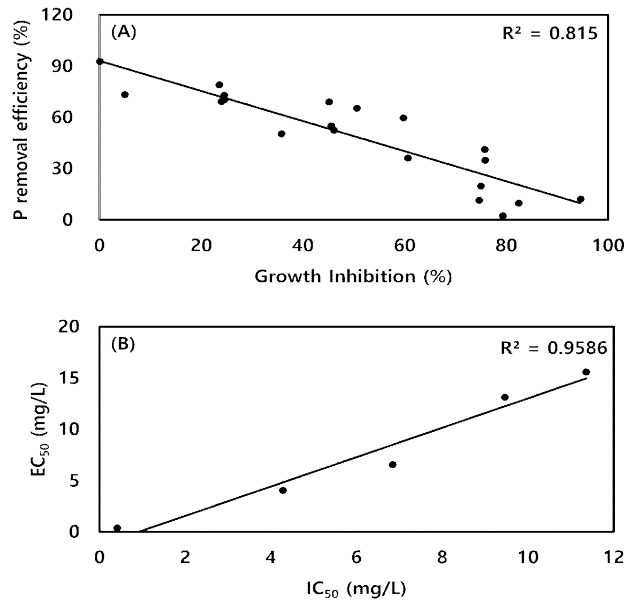 120
(A)
R² = 0.815
90
60
30
0
P removal efficiency (%)
0 20 40 60 80 100
Growth Inhibition (%)
20
(B)
R² = 0.9586
15
10
5
0
EC₅₀ (mg/L)
0 2 4 6 8 10 12
IC₅₀ (mg/L)